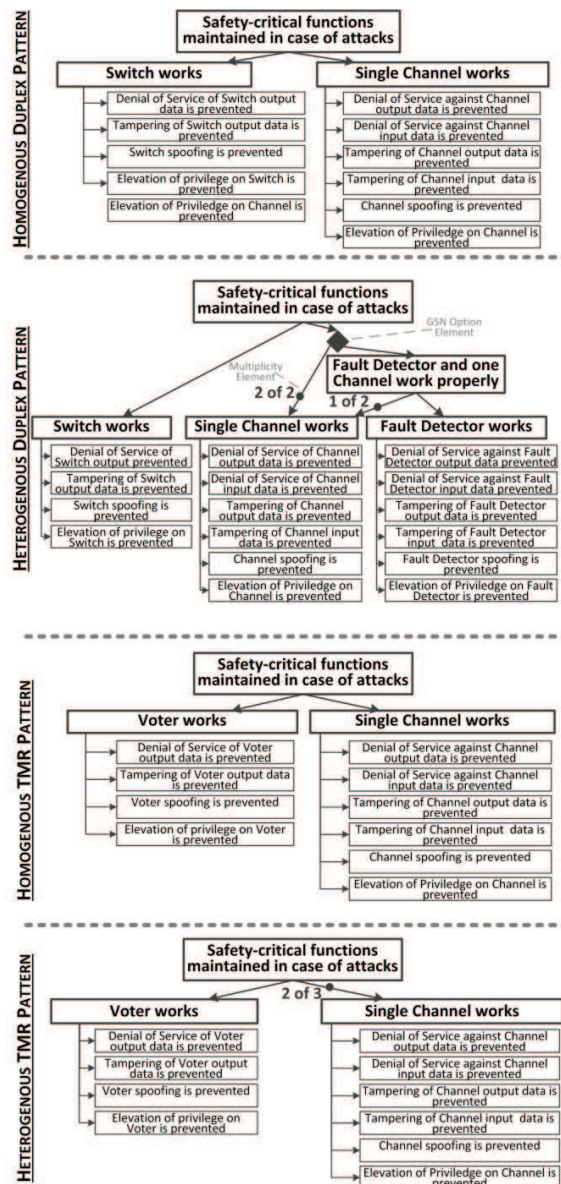 HOMOGENOUS DUPLEX PATTERN
Safety-critical functions
maintained in case of attacks
Switch works
Denial of Service of Switch output
data is prevented
Tampering of Switch output data is
prevented
Switch spoofing is prevented
Elevation of privilege on Switch is
prevented
Elevation of Priviledge on Channel is
prevented
Single Channel works
Denial of Service against Channel
output data is prevented
Denial of Service against Channel
input data is prevented
Tampering of Channel output data is
prevented
Tampering of Channel input data is
prevented
Channel spoofing is prevented
Elevation of Priviledge on Channel is
prevented
HETEROGENOUS DUPLEX PATTERN
Safety-critical functions
maintained in case of attacks
GSN Option
Element
Multiplicity
Element
2 of 2
Fault Detector and one
Channel work properly
1 of 2
Switch works
Denial of Service of
Switch output prevented
Tampering of Switch
output data is prevented
Switch spoofing is
prevented
Elevation of privilege on
Switch is prevented
Single Channel works
Denial of Service of Channel
output data is prevented
Denial of Service of Channel
input data is prevented
Tampering of Channel
output data is prevented
Tampering of Channel input
data is prevented
Channel spoofing is
prevented
Elevation of Priviledge on
Channel is prevented
Fault Detector works
Denial of Service against Fault
Detector output data prevented
Denial of Service against Fault
Detector input data prevented
Tampering of Fault Detector
output data is prevented
Tampering of Fault Detector
input data is prevented
Fault Detector spoofing is
prevented
Elevation of Priviledge on Fault
Detector is prevented
HOMOGENOUS TMR PATTERN
Safety-critical functions
maintained in case of attacks
Voter works
Denial of Service of Voter
output data is prevented
Tampering of Voter output data
is prevented
Voter spoofing is prevented
Elevation of privilege on Voter
is prevented
Single Channel works
Denial of Service against Channel
output data is prevented
Denial of Service against Channel
input data is prevented
Tampering of Channel output data is
prevented
Tampering of Channel input data is
prevented
Channel spoofing is prevented
Elevation of Priviledge on Channel is
prevented
HETEROGENOUS TMR PATTERN
Safety-critical functions
maintained in case of attacks
2 of 3
Voter works
Denial of Service of Voter
output data is prevented
Tampering of Voter output
data is prevented
Voter spoofing is prevented
Elevation of privilege on
Voter is prevented
Single Channel works
Denial of Service against Channel
output data is prevented
Denial of Service against Channel
input data is prevented
Tampering of Channel output data is
prevented
Tampering of Channel input data is
prevented
Channel spoofing is prevented
Elevation of Priviledge on Channel is